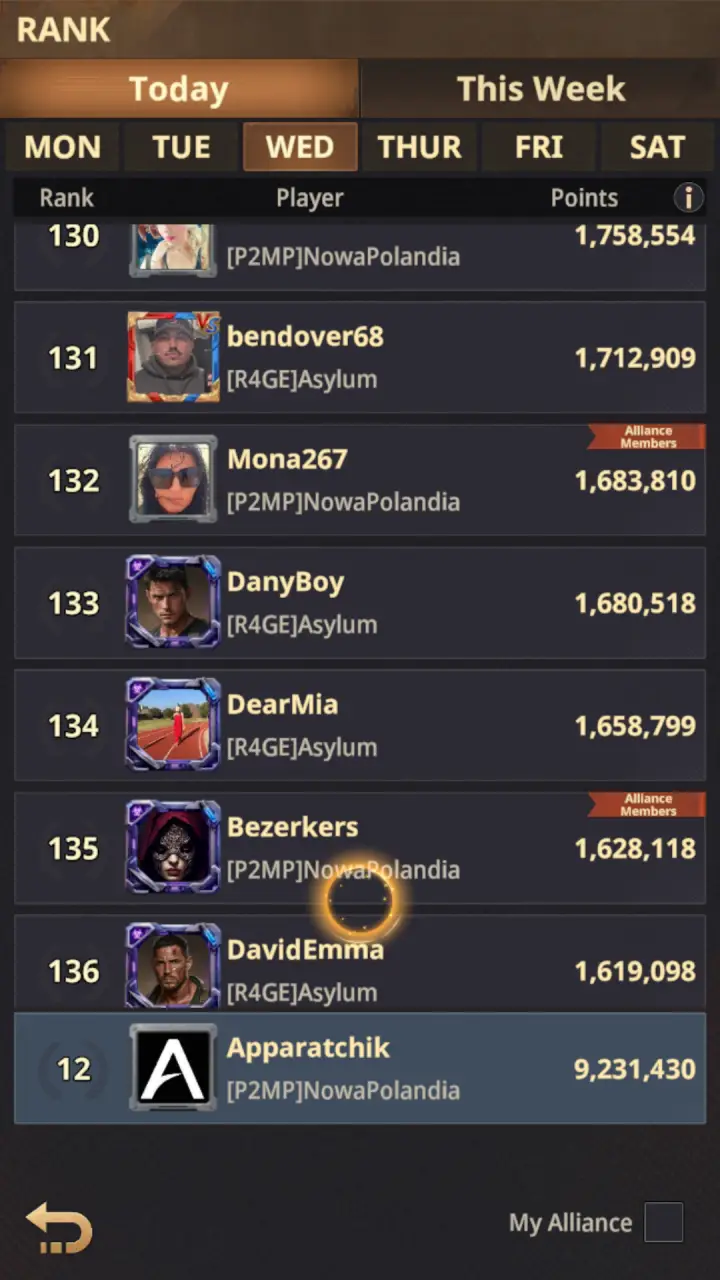 RANK
Today
This Week
MON
TUE
WED
THUR
FRI
SAT
Rank
Player
Points
i
130
[P2MP]NowaPolandia
1,758,554
131
VS
bendover68
[R4GE]Asylum
1,712,909
132
Mona267
[P2MP]NowaPolandia
Alliance
Members
1,683,810
133
DanyBoy
[R4GE]Asylum
1,680,518
134
DearMia
[R4GE]Asylum
1,658,799
135
Bezerkers
[P2MP]NowaPolandia
Alliance
Members
1,628,118
136
DavidEmma
[R4GE]Asylum
1,619,098
12
A
Apparatchik
[P2MP]NowaPolandia
9,231,430
My Alliance